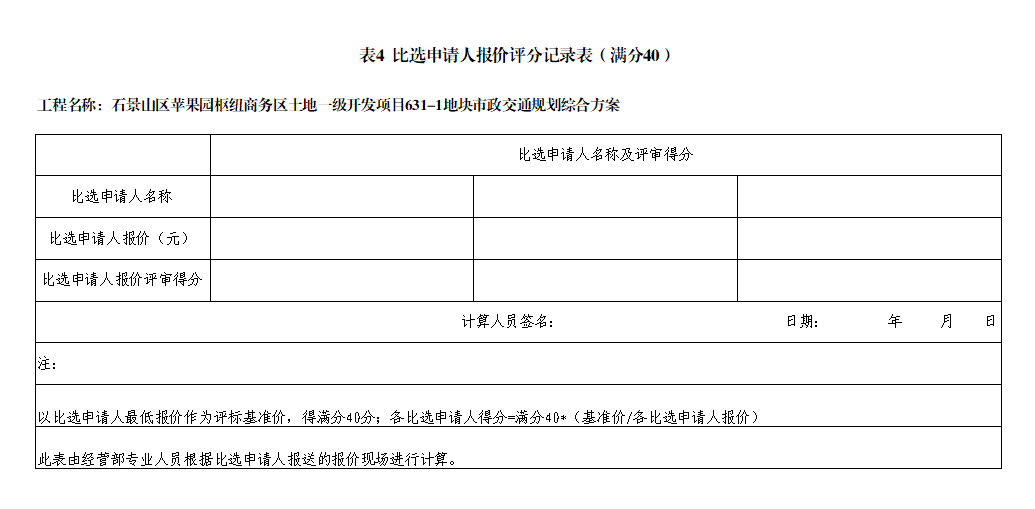 表4 比选申请人报价评分记录表（满分40）
工程名称：石景山区苹果园枢纽商务区土地一级开发项目631-1地块市政交通规划综合方案
比选申请人名称及评审得分
比选申请人名称
比选申请人报价（元）
比选申请人报价评审得分
计算人员签名： 日期： 年 月 日
注：
以比选申请人最低报价作为评标基准价，得满分40分；各比选申请人得分=满分40*（基准价/各比选申请人报价）
此表由经营部专业人员根据比选申请人报送的报价现场进行计算。